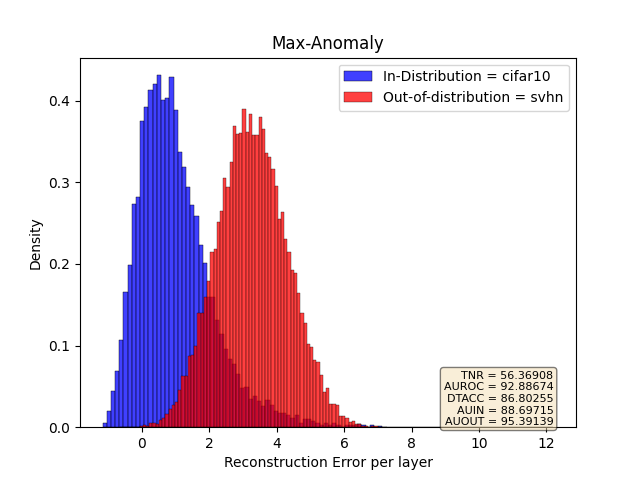 Max-Anomaly
In-Distribution = cifar10
Out-of-distribution = svhn
Density
0.4
0.3
0.2
0.1
0.0
TNR = 56.36908
AUROC = 92.88674
DTACC = 86.80255
AUIN = 88.69715
AUOUT = 95.39139
0 2 4 6 8 10 12
Reconstruction Error per layer